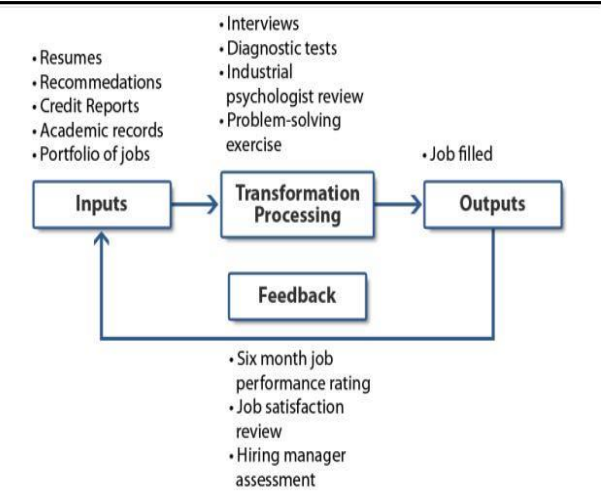 • Interviews
• Diagnostic tests
• Industrial
psychologist review
• Problem-solving
exercise
• Resumes
• Recommedations
• Credit Reports
• Academic records
• Portfolio of jobs
• Job filled
Inputs
Transformation
Processing
Outputs
Feedback
• Six month job
performance rating
• Job satisfaction
review
• Hiring manager
assessment